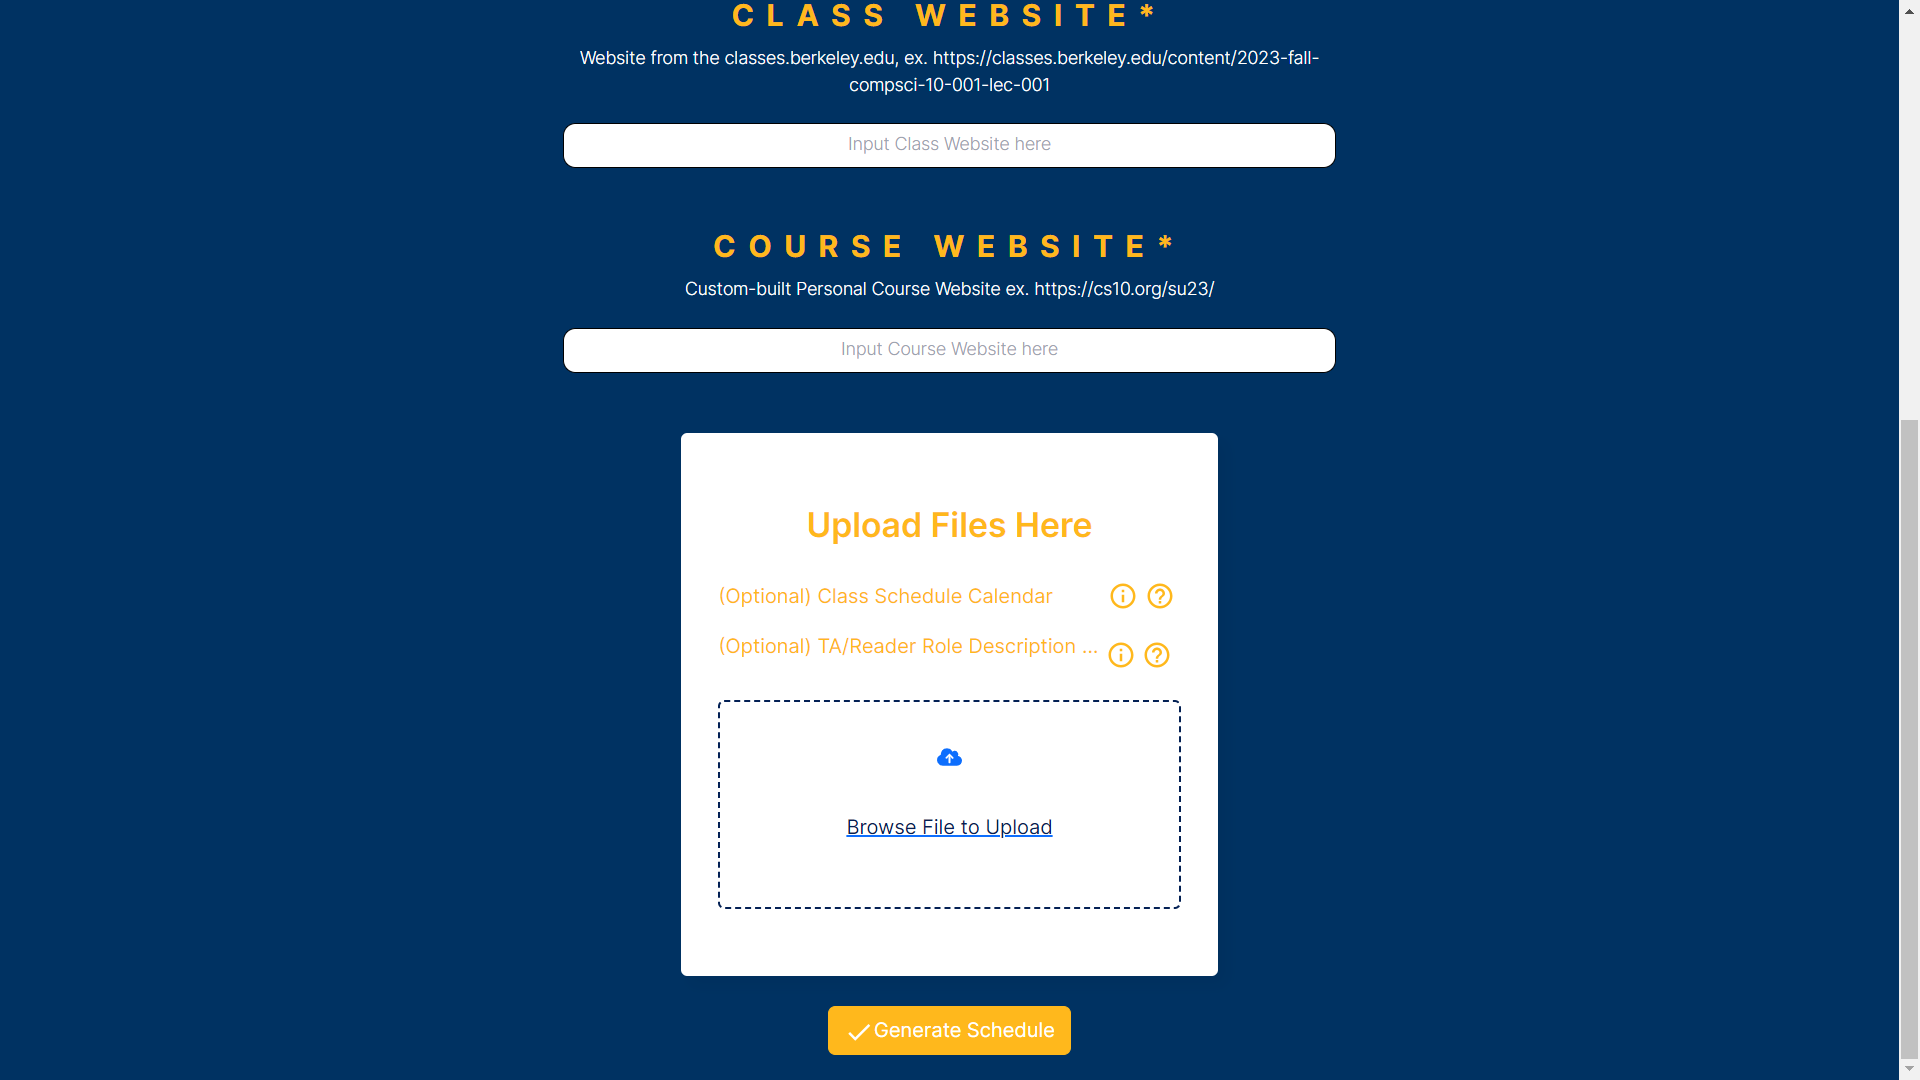 CLASS WEBSITE*
Website from the classes.berkeley.edu, ex. https://classes.berkeley.edu/content/2023-fall-
compsci-10-001-lec-001
Input Class Website here
COURSE WEBSITE*
Custom-built Personal Course Website ex. https://cs10.org/su23/
Input Course Website here
Upload Files Here
(Optional) Class Schedule Calendar
(Optional) TA/Reader Role Description ...
Browse File to Upload
Generate Schedule